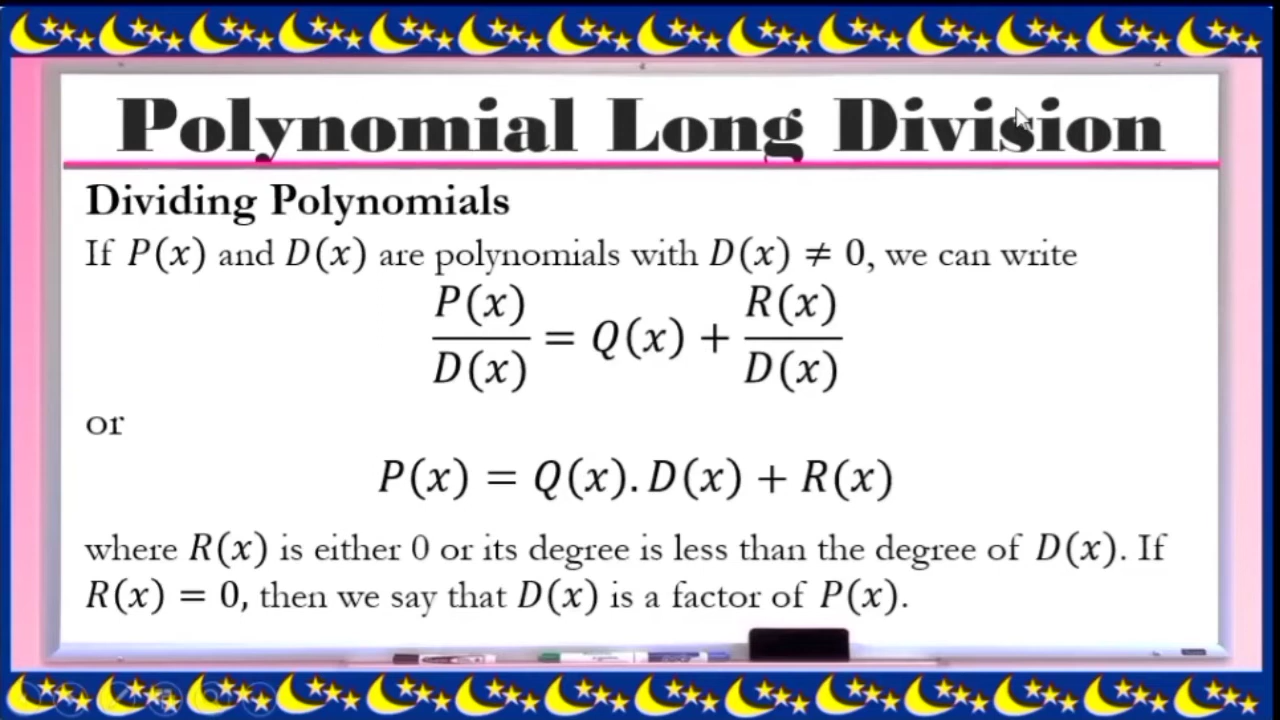 Polynomial Long Division
Dividing Polynomials
If P(x) and D(x) are polynomials with D(x) ≠ 0, we can write
P(x)/D(x) = Q(x) + R(x)/D(x)
or
P(x) = Q(x). D(x) + R(x)
where R(x) is either 0 or its degree is less than the degree of D(x). If
R(x) = 0, then we say that D(x) is a factor of P(x).